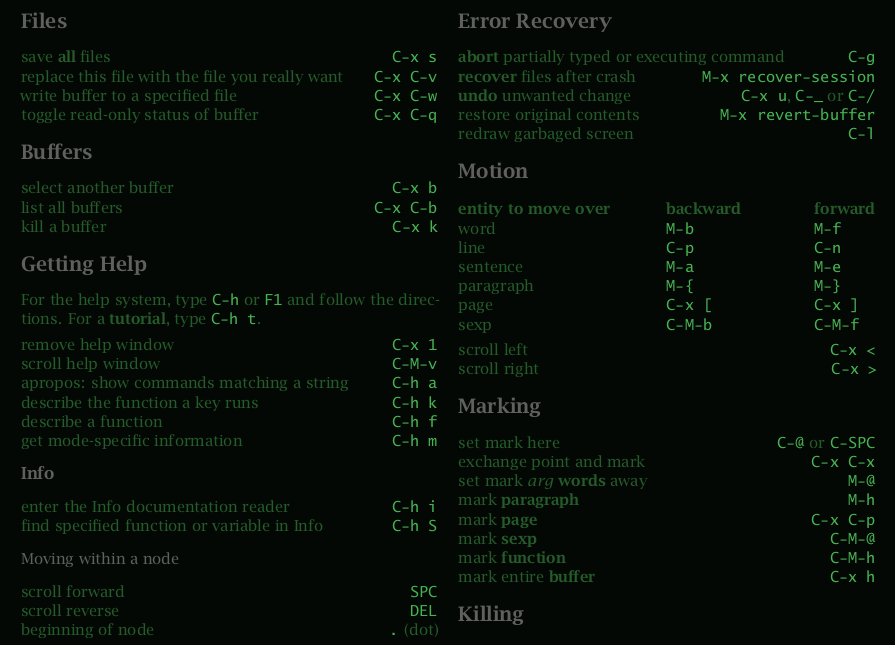 Files
save all files C-x s
replace this file with the file you really want C-x C-v
write buffer to a specified file C-x C-w
toggle read-only status of buffer C-x C-q
Buffers
select another buffer C-x b
list all buffers C-x C-b
kill a buffer C-x k
Getting Help
For the help system, type C-h or F1 and follow the direc-
tions. For a tutorial, type C-h t.
remove help window C-x 1
scroll help window C-M-v
apropos: show commands matching a string C-h a
describe the function a key runs C-h k
describe a function C-h f
get mode-specific information C-h m
Info
enter the Info documentation reader C-h i
find specified function or variable in Info C-h S
Moving within a node
scroll forward SPC
scroll reverse DEL
beginning of node . (dot)
Error Recovery
abort partially typed or executing command C-g
recover files after crash M-x recover-session
undo unwanted change C-x u, C-_ or C-/
restore original contents M-x revert-buffer
redraw garbaged screen C-l
Motion
entity to move over backward forward
word M-b M-f
line C-p C-n
sentence M-a M-e
paragraph M-{ M-}
page C-x [ C-x ]
sexp C-M-b C-M-f
scroll left C-x <
scroll right C-x >
Marking
set mark here C-@ or C-SPC
exchange point and mark C-x C-x
set mark arg words away M-@
mark paragraph M-h
mark page C-x C-p
mark sexp C-M-@
mark function C-M-h
mark entire buffer C-x h
Killing